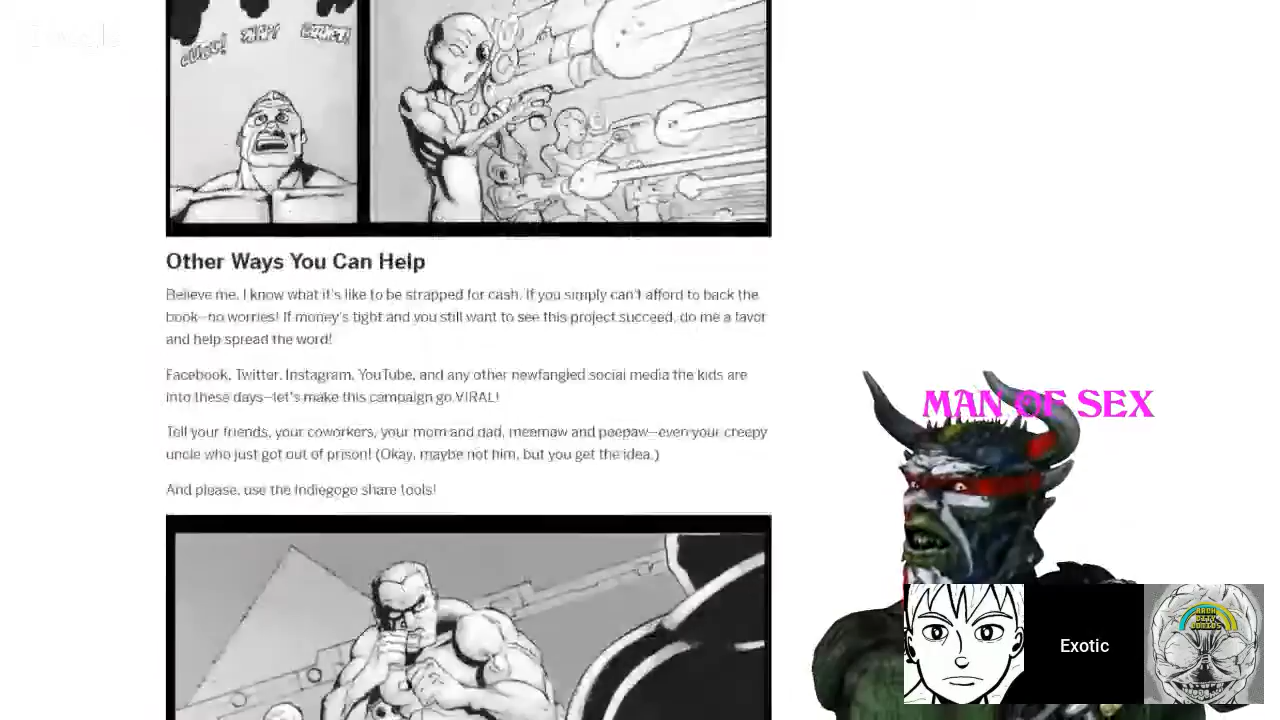 Other Ways You Can Help
Believe me, I know what it's like to be strapped for cash. If you simply can't afford to back the
book—no worries! If money's tight and you still want to see this project succeed, do me a favor
and help spread the word!
Facebook, Twitter, Instagram, YouTube, and any other newfangled social media the kids are
into these days—let's make this campaign go VIRAL!
Tell your friends, your coworkers, your mom and dad, meemaw and peepaw—even your creepy
uncle who just got out of prison! (Okay, maybe not him, but you get the idea.)
And please, use the Indiegogo share tools!
MAN OF SEX
Exotic
ARCH
CITY
COMICS